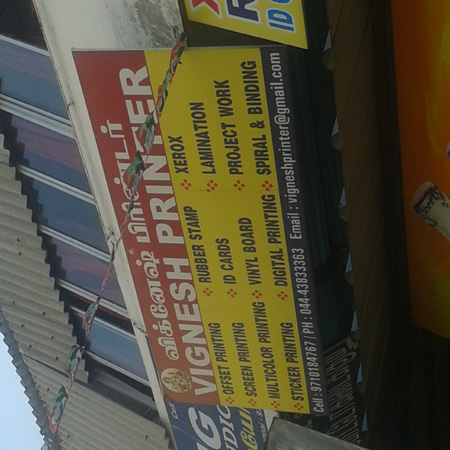 விக்னேஷ் பிரிண்டர்
VIGNESH PRINTER
OFFSET PRINTING RUBBER STAMP XEROX
SCREEN PRINTING ID CARDS LAMINATION
MULTICOLOR PRINTING VINYL BOARD PROJECT WORK
STICKER PRINTING DIGITAL PRINTING SPIRAL & BINDING
Cell : 9710184767 / PH : 044-43833363 Email : vigneshprinter@gmail.com